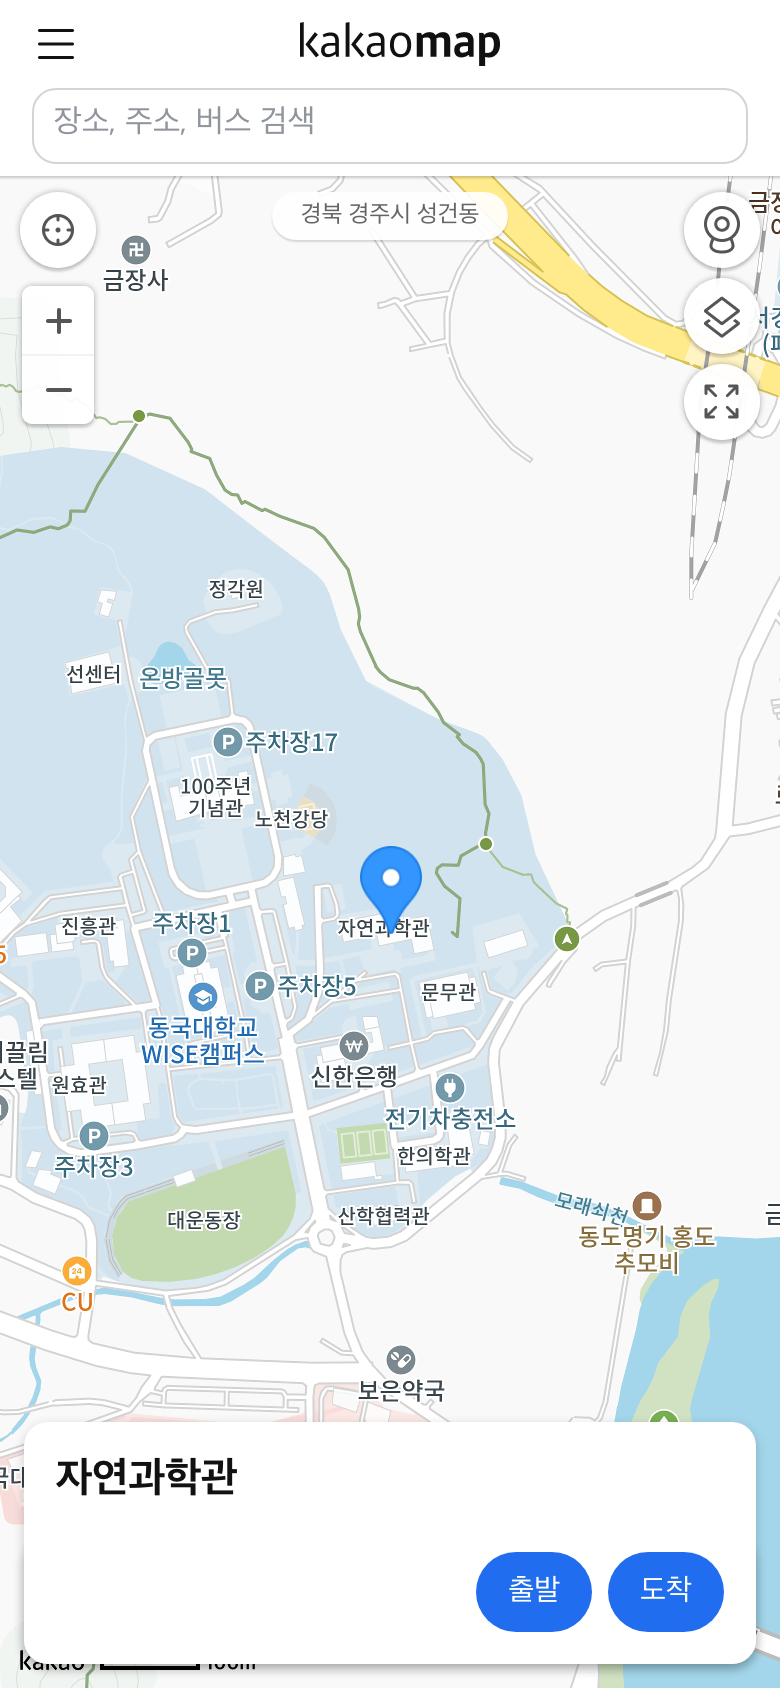 kakaomap
장소, 주소, 버스 검색
경북 경주시 성건동
금장사
정각원
선센터
온방골못
주차장17
100주년
기념관
노천강당
자연과학관
진흥관
주차장1
주차장5
문무관
동국대학교
WISE캠퍼스
신한은행
원효관
전기차충전소
주차장3
한의학관
대운동장
산학협력관
모래쇠천
동도명기 홍도
추모비
24
CU
보은약국
자연과학관
출발
도착
kakao
100m